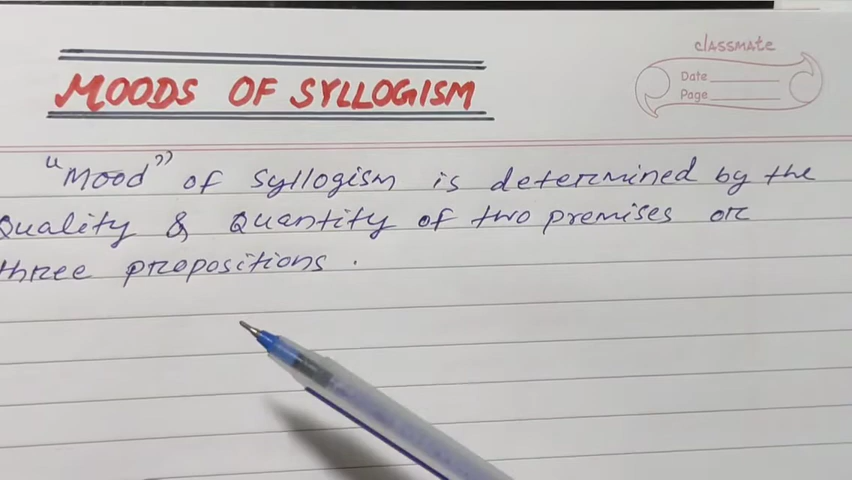 classmate
Date
Page
MOODS OF SYLLOGISM
"Mood" of syllogism is determined by the
Quality & Quantity of two premises or
three propositions.